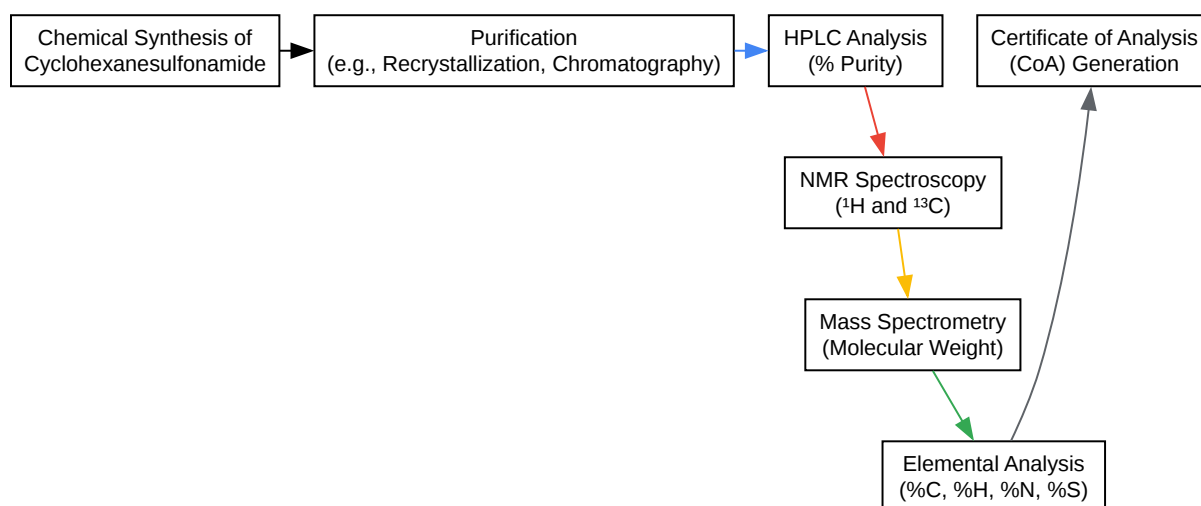 Chemical Synthesis of
Cyclohexanesulfonamide
Purification
(e.g., Recrystallization, Chromatography)
HPLC Analysis
(% Purity)
Certificate of Analysis
(CoA) Generation
NMR Spectroscopy
(¹H and ¹³C)
Mass Spectrometry
(Molecular Weight)
Elemental Analysis
(%C, %H, %N, %S)